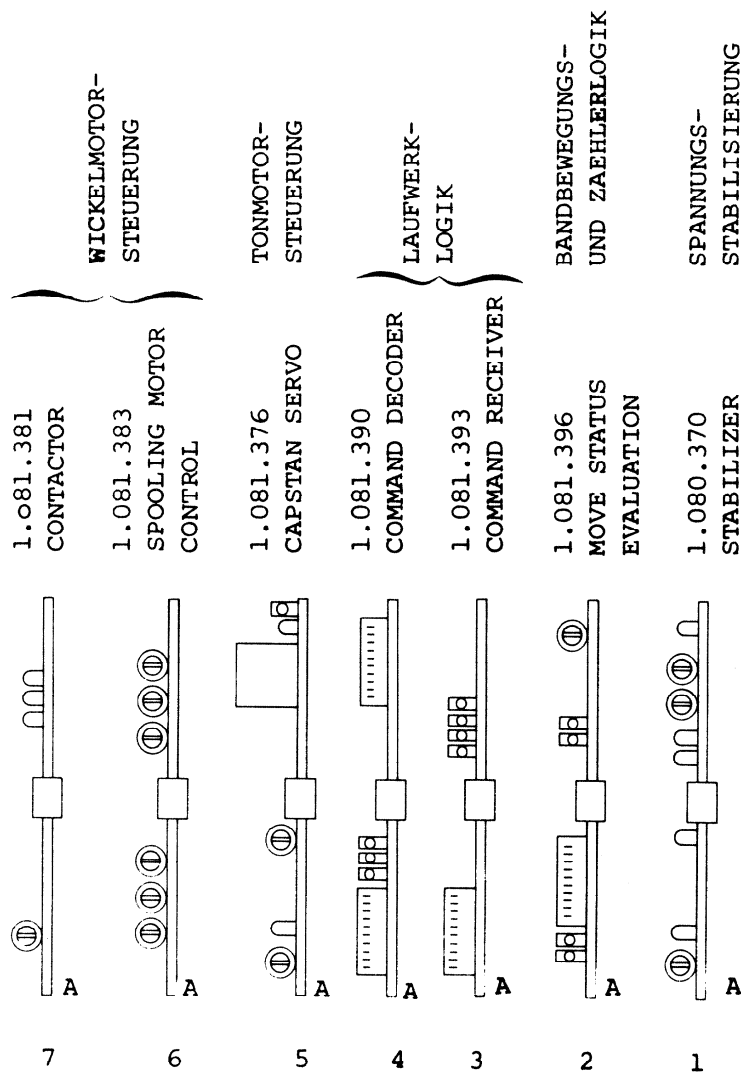 WICKELMOTOR-
STEUERUNG
TONMOTOR-
STEUERUNG
LAUFWERK-
LOGIK
BANDBEWEGUNGS-
UND ZAEHLERLOGIK
SPANNUNGS-
STABILISIERUNG
1.o81.381
CONTACTOR
1.081.383
SPOOLING MOTOR
CONTROL
1.081.376
CAPSTAN SERVO
1.081.390
COMMAND DECODER
1.081.393
COMMAND RECEIVER
1.081.396
MOVE STATUS
EVALUATION
1.080.370
STABILIZER
A
A
A
A
A
A
A
7
6
5
4
3
2
1